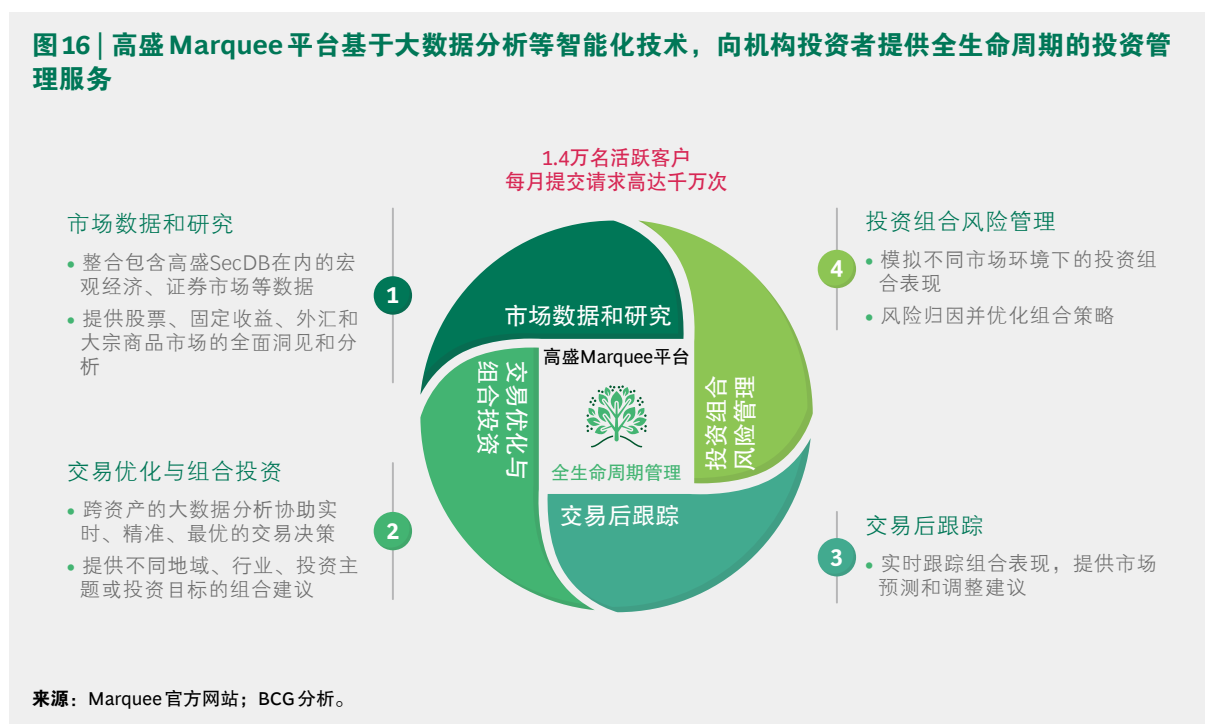 图16 | 高盛Marquee平台基于大数据分析等智能化技术，向机构投资者提供全生命周期的投资管
理服务
1.4万名活跃客户
每月提交请求高达千万次
市场数据和研究
• 整合包含高盛SecDB在内的宏
观经济、证券市场等数据
• 提供股票、固定收益、外汇和
大宗商品市场的全面洞见和分
析
1
交易优化与组合投资
• 跨资产的大数据分析协助实
时、精准、最优的交易决策
• 提供不同地域、行业、投资主
题或投资目标的组合建议
2
市场数据和研究
高盛Marquee平台
交易优化与
组合投资
投资组合
风险管理
全生命周期管理
交易后跟踪
投资组合风险管理
4
• 模拟不同市场环境下的投资组
合表现
• 风险归因并优化组合策略
交易后跟踪
3
• 实时跟踪组合表现，提供市场
预测和调整建议
来源：Marquee官方网站；BCG分析。